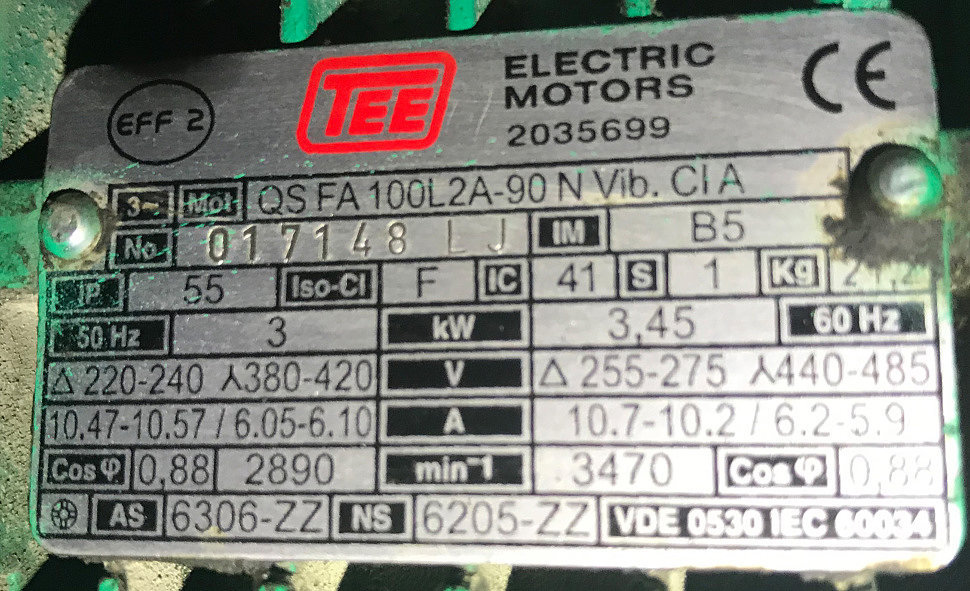 EFF 2 TEE ELECTRIC
MOTORS
2035699
CE
3~ Mot. QS FA 100L2A-90 N Vib. Cl A
No. 017148 LJ IM B5
IP 55 Iso-Cl F IC 41 S 1 Kg
50 Hz 3 kW 3,45 60 Hz
Δ 220-240 ⅄380-420 V Δ 255-275 ⅄440-485
10.47-10.57 / 6.05-6.10 A 10.7-10.2 / 6.2-5.9
Cos φ 0,88 2890 min⁻¹ 3470 Cos φ 0,88
AS 6306-ZZ NS 6205-ZZ VDE 0530 IEC 60034